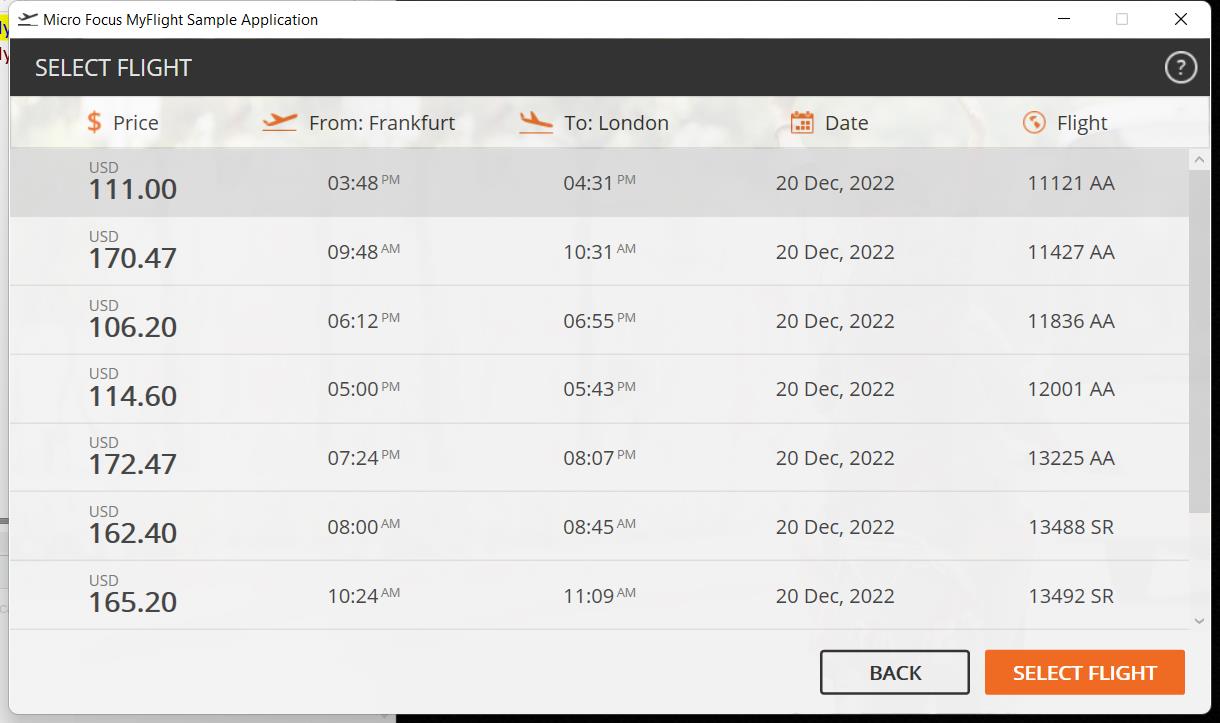 Micro Focus MyFlight Sample Application
SELECT FLIGHT ?
$ Price From: Frankfurt To: London Date Flight
USD
111.00 03:48 PM 04:31 PM 20 Dec, 2022 11121 AA
USD
170.47 09:48 AM 10:31 AM 20 Dec, 2022 11427 AA
USD
106.20 06:12 PM 06:55 PM 20 Dec, 2022 11836 AA
USD
114.60 05:00 PM 05:43 PM 20 Dec, 2022 12001 AA
USD
172.47 07:24 PM 08:07 PM 20 Dec, 2022 13225 AA
USD
162.40 08:00 AM 08:45 AM 20 Dec, 2022 13488 SR
USD
165.20 10:24 AM 11:09 AM 20 Dec, 2022 13492 SR
BACK SELECT FLIGHT